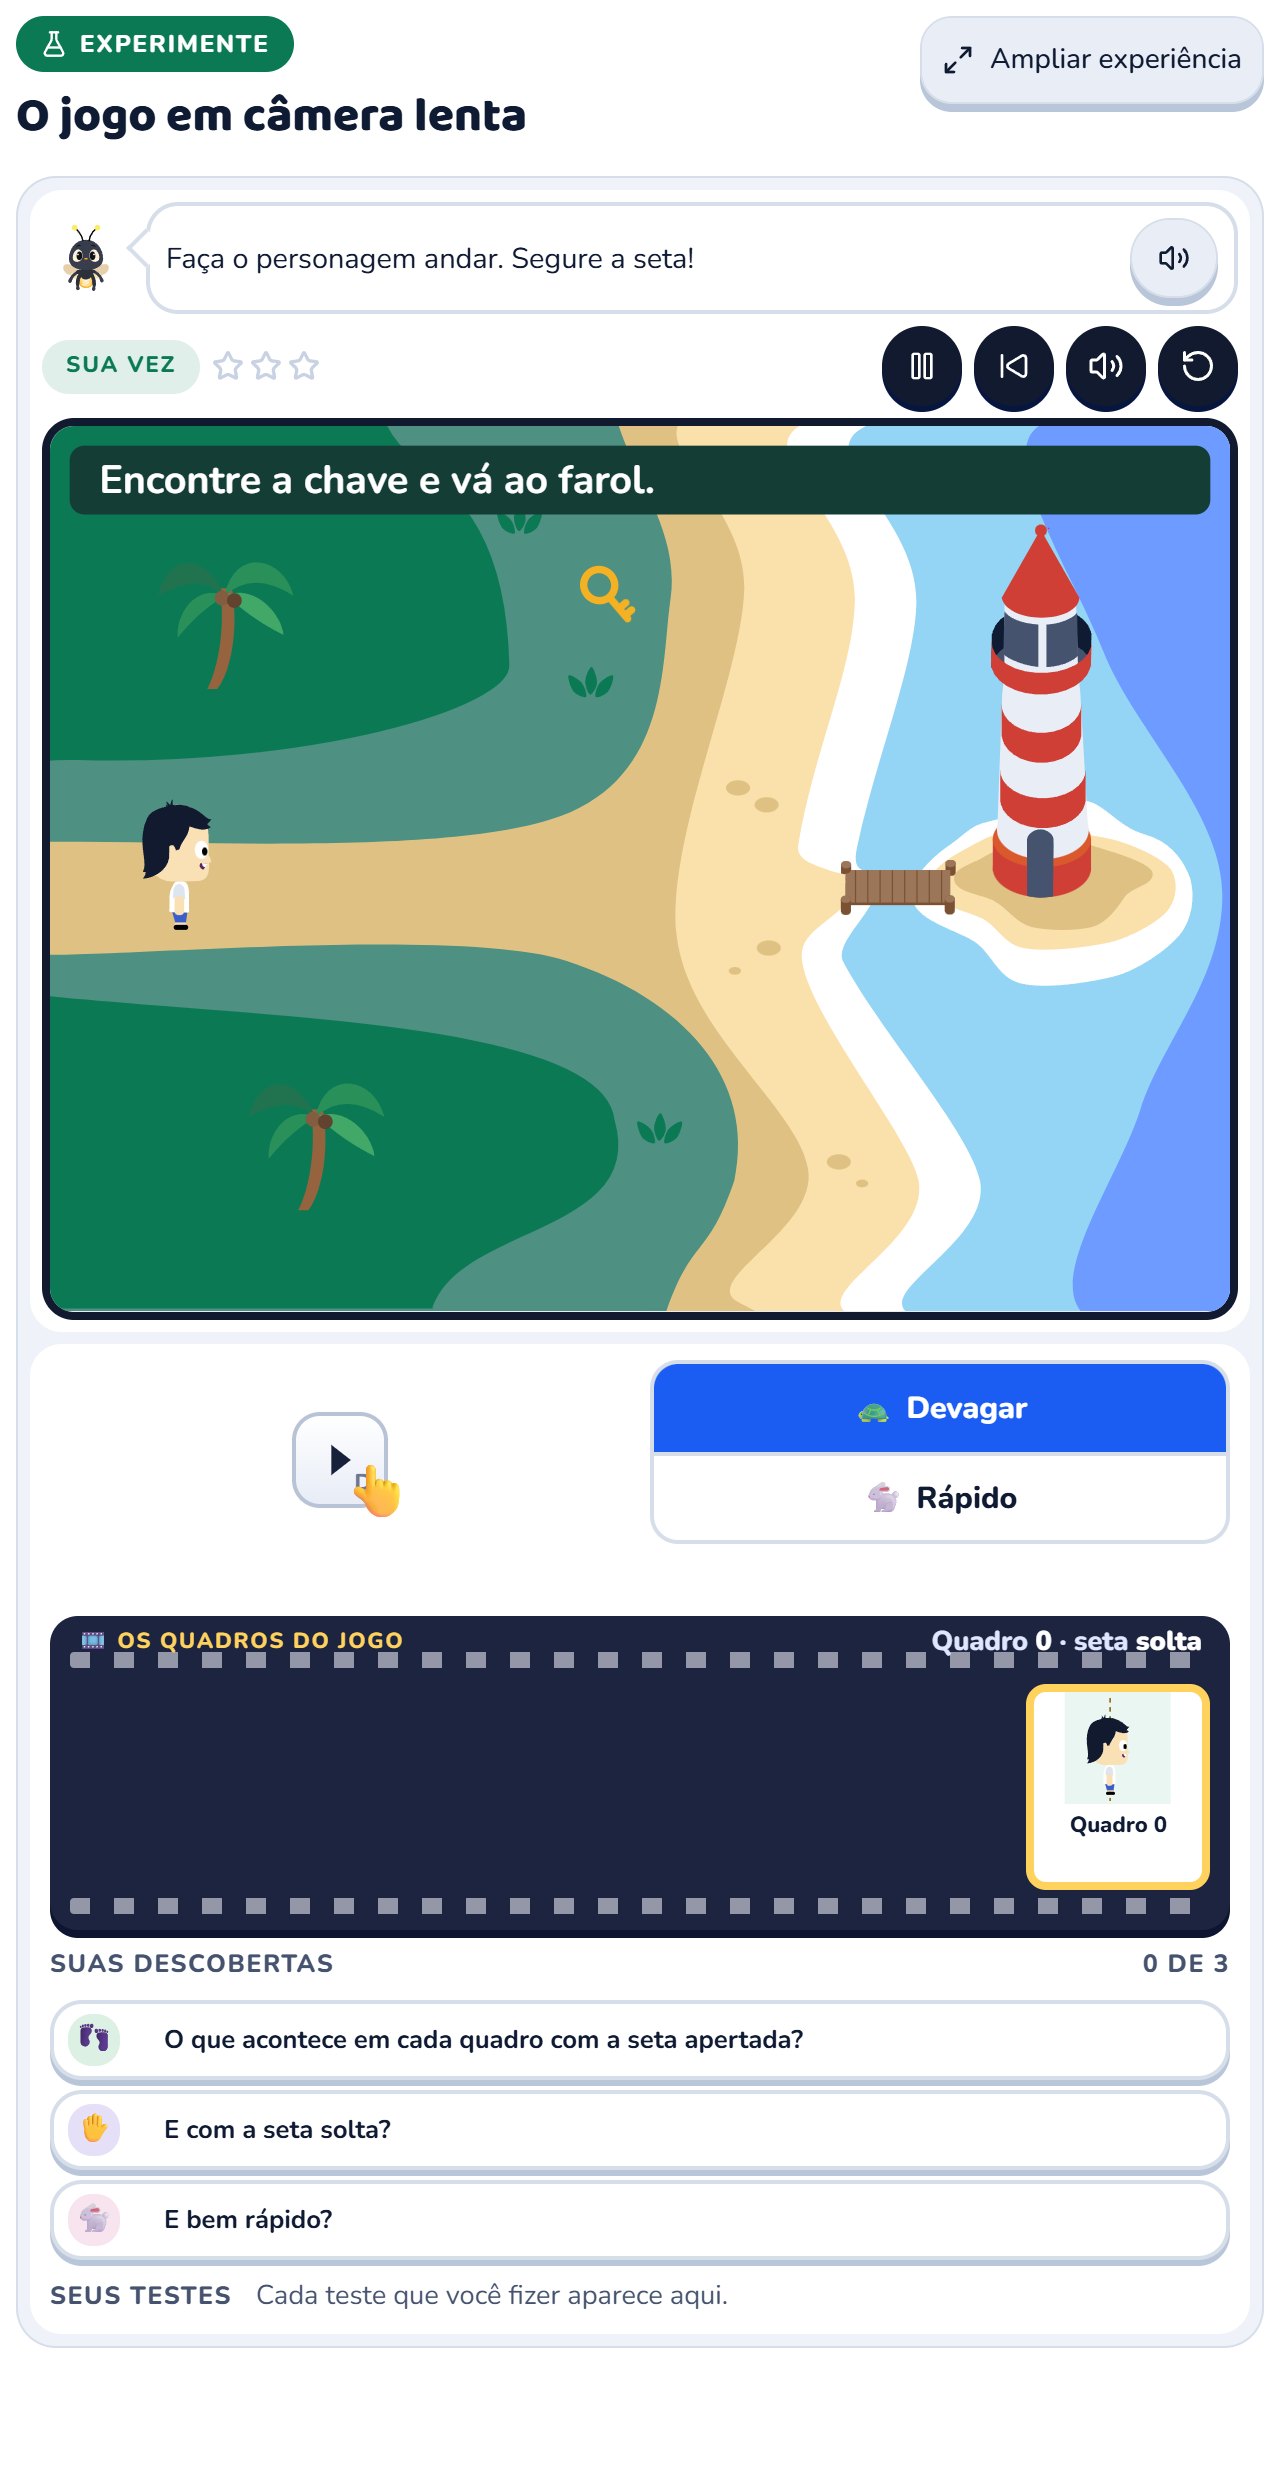 EXPERIMENTE
Ampliar experiência
O jogo em câmera lenta
Faça o personagem andar. Segure a seta!
SUA VEZ
Encontre a chave e vá ao farol.
Devagar
Rápido
OS QUADROS DO JOGO
Quadro 0 · seta solta
Quadro 0
SUAS DESCOBERTAS
0 DE 3
O que acontece em cada quadro com a seta apertada?
E com a seta solta?
E bem rápido?
SEUS TESTES Cada teste que você fizer aparece aqui.